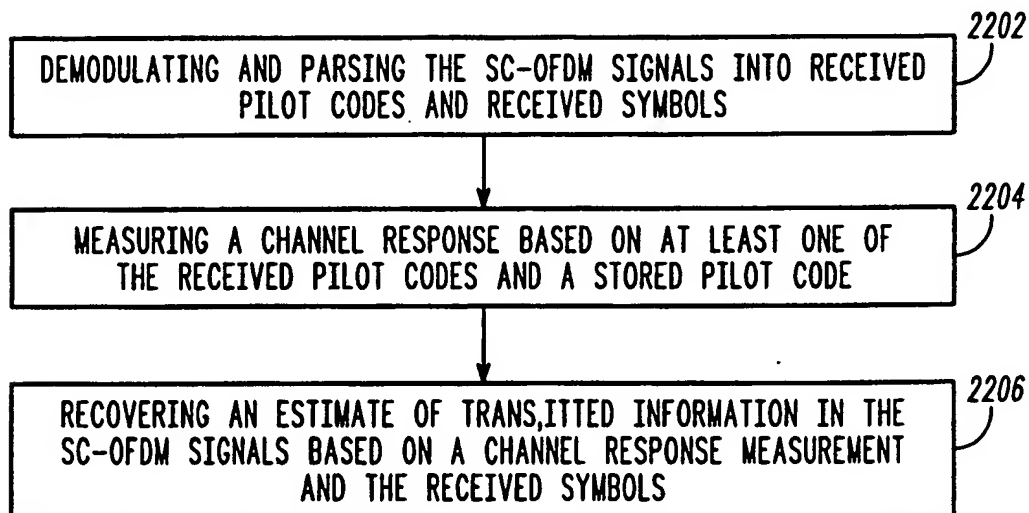 2202
DEMODULATING AND PARSING THE SC-OFDM SIGNALS INTO RECEIVED
PILOT CODES AND RECEIVED SYMBOLS
2204
MEASURING A CHANNEL RESPONSE BASED ON AT LEAST ONE OF
THE RECEIVED PILOT CODES AND A STORED PILOT CODE
2206
RECOVERING AN ESTIMATE OF TRANS,ITTED INFORMATION IN THE
SC-OFDM SIGNALS BASED ON A CHANNEL RESPONSE MEASUREMENT
AND THE RECEIVED SYMBOLS